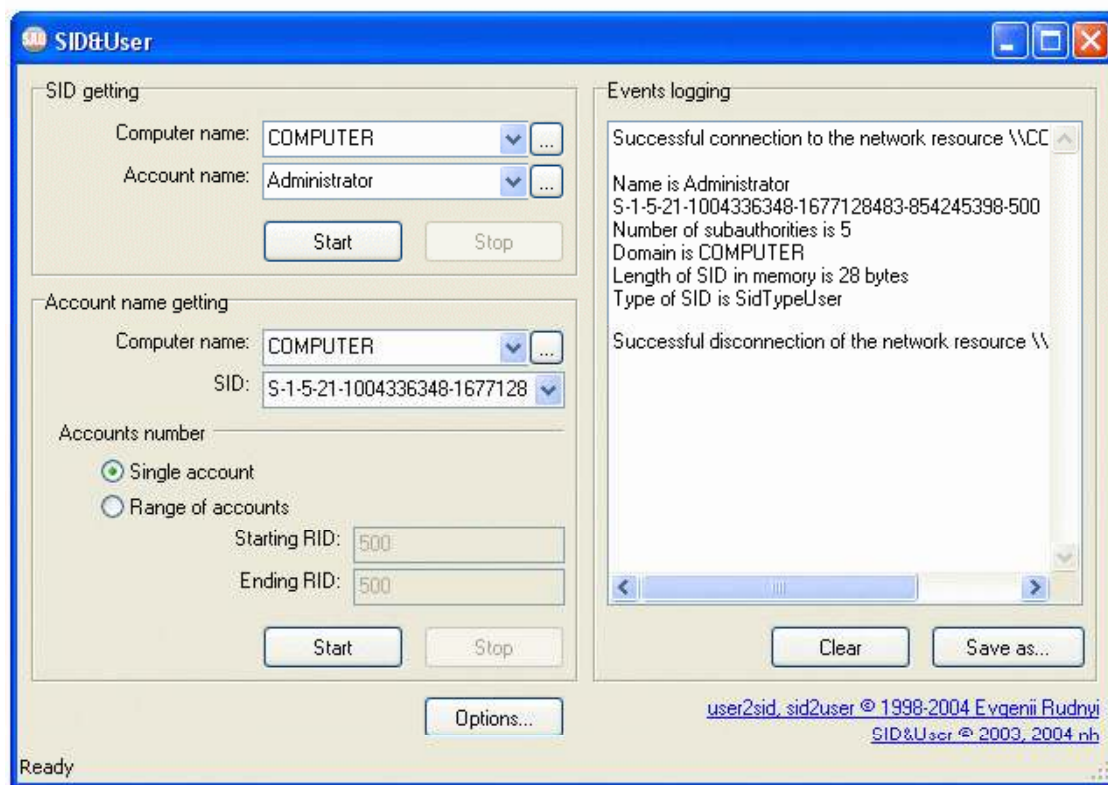 SID&User
SID getting
Computer name: COMPUTER ...
Account name: Administrator ...
Start Stop
Account name getting
Computer name: COMPUTER ...
SID: S-1-5-21-1004336348-1677128
Accounts number
Single account
Range of accounts
Starting RID: 500
Ending RID: 500
Start Stop
Options...
Events logging
Successful connection to the network resource \\CC
Name is Administrator
S-1-5-21-1004336348-1677128483-854245398-500
Number of subauthorities is 5
Domain is COMPUTER
Length of SID in memory is 28 bytes
Type of SID is SidTypeUser
Successful disconnection of the network resource \\
Clear Save as...
user2sid, sid2user © 1998-2004 Evgenii Rudnyi
SID&User © 2003, 2004 nh
Ready